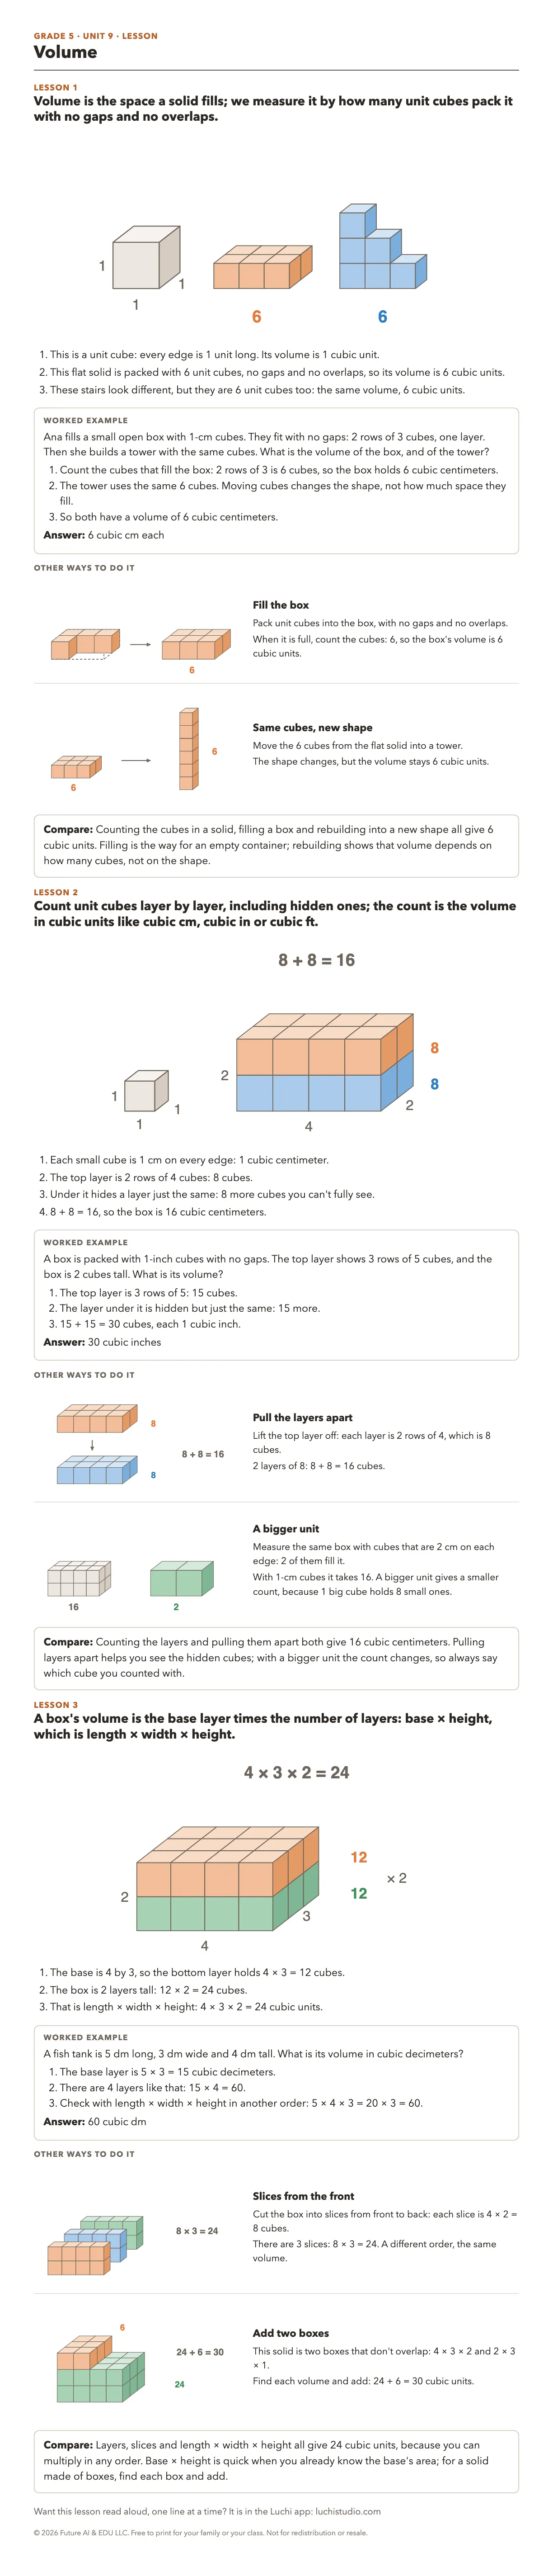 GRADE 5 · UNIT 9 · LESSON
Volume
LESSON 1
Volume is the space a solid fills; we measure it by how many unit cubes pack it
with no gaps and no overlaps.
1
1
1
6
6
1. This is a unit cube: every edge is 1 unit long. Its volume is 1 cubic unit.
2. This flat solid is packed with 6 unit cubes, no gaps and no overlaps, so its volume is 6 cubic units.
3. These stairs look different, but they are 6 unit cubes too: the same volume, 6 cubic units.
WORKED EXAMPLE
Ana fills a small open box with 1-cm cubes. They fit with no gaps: 2 rows of 3 cubes, one layer.
Then she builds a tower with the same cubes. What is the volume of the box, and of the tower?
1. Count the cubes that fill the box: 2 rows of 3 is 6 cubes, so the box holds 6 cubic centimeters.
2. The tower uses the same 6 cubes. Moving cubes changes the shape, not how much space they
fill.
3. So both have a volume of 6 cubic centimeters.
Answer: 6 cubic cm each
OTHER WAYS TO DO IT
6
Fill the box
Pack unit cubes into the box, with no gaps and no overlaps.
When it is full, count the cubes: 6, so the box's volume is 6
cubic units.
6
6
Same cubes, new shape
Move the 6 cubes from the flat solid into a tower.
The shape changes, but the volume stays 6 cubic units.
Compare: Counting the cubes in a solid, filling a box and rebuilding into a new shape all give 6
cubic units. Filling is the way for an empty container; rebuilding shows that volume depends on
how many cubes, not on the shape.
LESSON 2
Count unit cubes layer by layer, including hidden ones; the count is the volume
in cubic units like cubic cm, cubic in or cubic ft.
8 + 8 = 16
1
1
1
2
4
2
8
8
1. Each small cube is 1 cm on every edge: 1 cubic centimeter.
2. The top layer is 2 rows of 4 cubes: 8 cubes.
3. Under it hides a layer just the same: 8 more cubes you can't fully see.
4. 8 + 8 = 16, so the box is 16 cubic centimeters.
WORKED EXAMPLE
A box is packed with 1-inch cubes with no gaps. The top layer shows 3 rows of 5 cubes, and the
box is 2 cubes tall. What is its volume?
1. The top layer is 3 rows of 5: 15 cubes.
2. The layer under it is hidden but just the same: 15 more.
3. 15 + 15 = 30 cubes, each 1 cubic inch.
Answer: 30 cubic inches
OTHER WAYS TO DO IT
8
8
8 + 8 = 16
Pull the layers apart
Lift the top layer off: each layer is 2 rows of 4, which is 8
cubes.
2 layers of 8: 8 + 8 = 16 cubes.
16
2
A bigger unit
Measure the same box with cubes that are 2 cm on each
edge: 2 of them fill it.
With 1-cm cubes it takes 16. A bigger unit gives a smaller
count, because 1 big cube holds 8 small ones.
Compare: Counting the layers and pulling them apart both give 16 cubic centimeters. Pulling
layers apart helps you see the hidden cubes; with a bigger unit the count changes, so always say
which cube you counted with.
LESSON 3
A box's volume is the base layer times the number of layers: base × height,
which is length × width × height.
4 × 3 × 2 = 24
2
4
3
12
12
× 2
1. The base is 4 by 3, so the bottom layer holds 4 × 3 = 12 cubes.
2. The box is 2 layers tall: 12 × 2 = 24 cubes.
3. That is length × width × height: 4 × 3 × 2 = 24 cubic units.
WORKED EXAMPLE
A fish tank is 5 dm long, 3 dm wide and 4 dm tall. What is its volume in cubic decimeters?
1. The base layer is 5 × 3 = 15 cubic decimeters.
2. There are 4 layers like that: 15 × 4 = 60.
3. Check with length × width × height in another order: 5 × 4 × 3 = 20 × 3 = 60.
Answer: 60 cubic dm
OTHER WAYS TO DO IT
8 × 3 = 24
Slices from the front
Cut the box into slices from front to back: each slice is 4 × 2 =
8 cubes.
There are 3 slices: 8 × 3 = 24. A different order, the same
volume.
6
24 + 6 = 30
24
Add two boxes
This solid is two boxes that don't overlap: 4 × 3 × 2 and 2 × 3
× 1.
Find each volume and add: 24 + 6 = 30 cubic units.
Compare: Layers, slices and length × width × height all give 24 cubic units, because you can
multiply in any order. Base × height is quick when you already know the base's area; for a solid
made of boxes, find each box and add.
Want this lesson read aloud, one line at a time? It is in the Luchi app: luchistudio.com
© 2026 Future AI & EDU LLC. Free to print for your family or your class. Not for redistribution or resale.